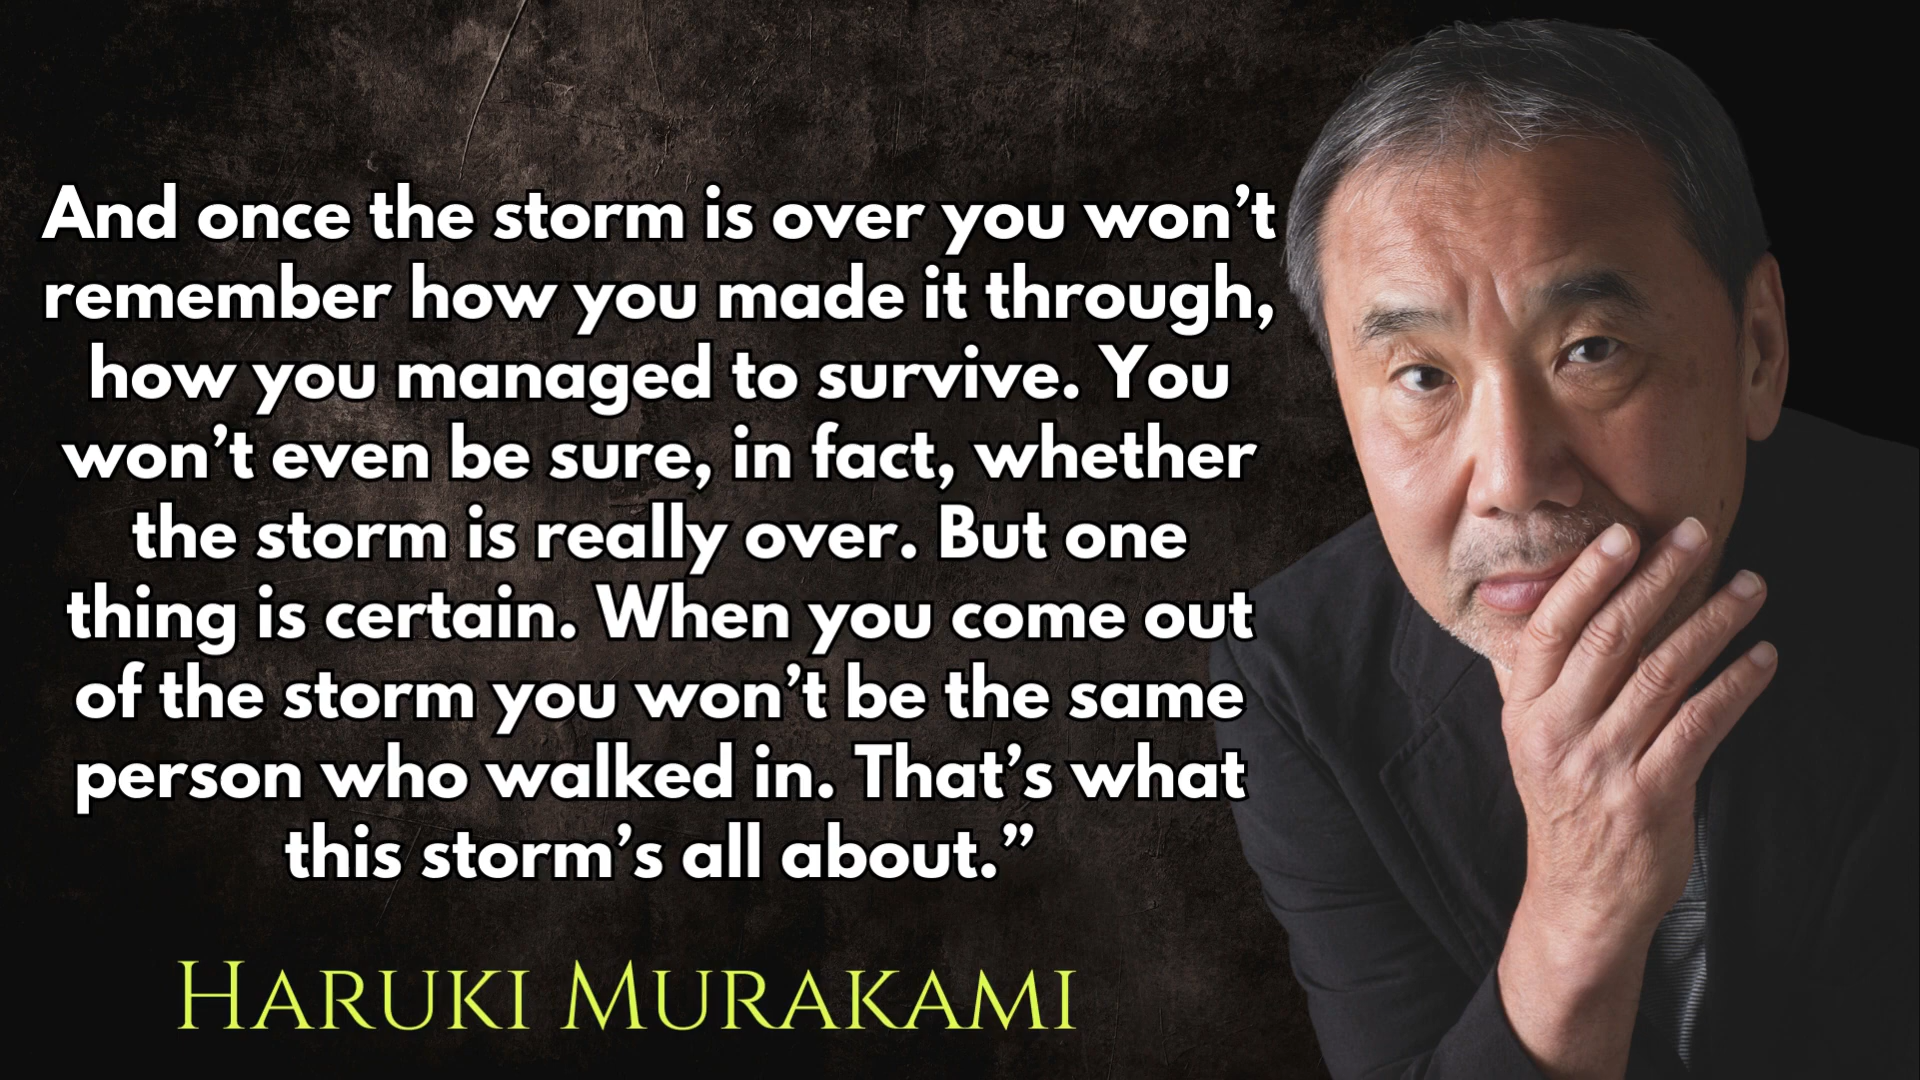 And once the storm is over you won’t
remember how you made it through,
how you managed to survive. You
won’t even be sure, in fact, whether
the storm is really over. But one
thing is certain. When you come out
of the storm you won’t be the same
person who walked in. That’s what
this storm’s all about.”
HARUKI MURAKAMI